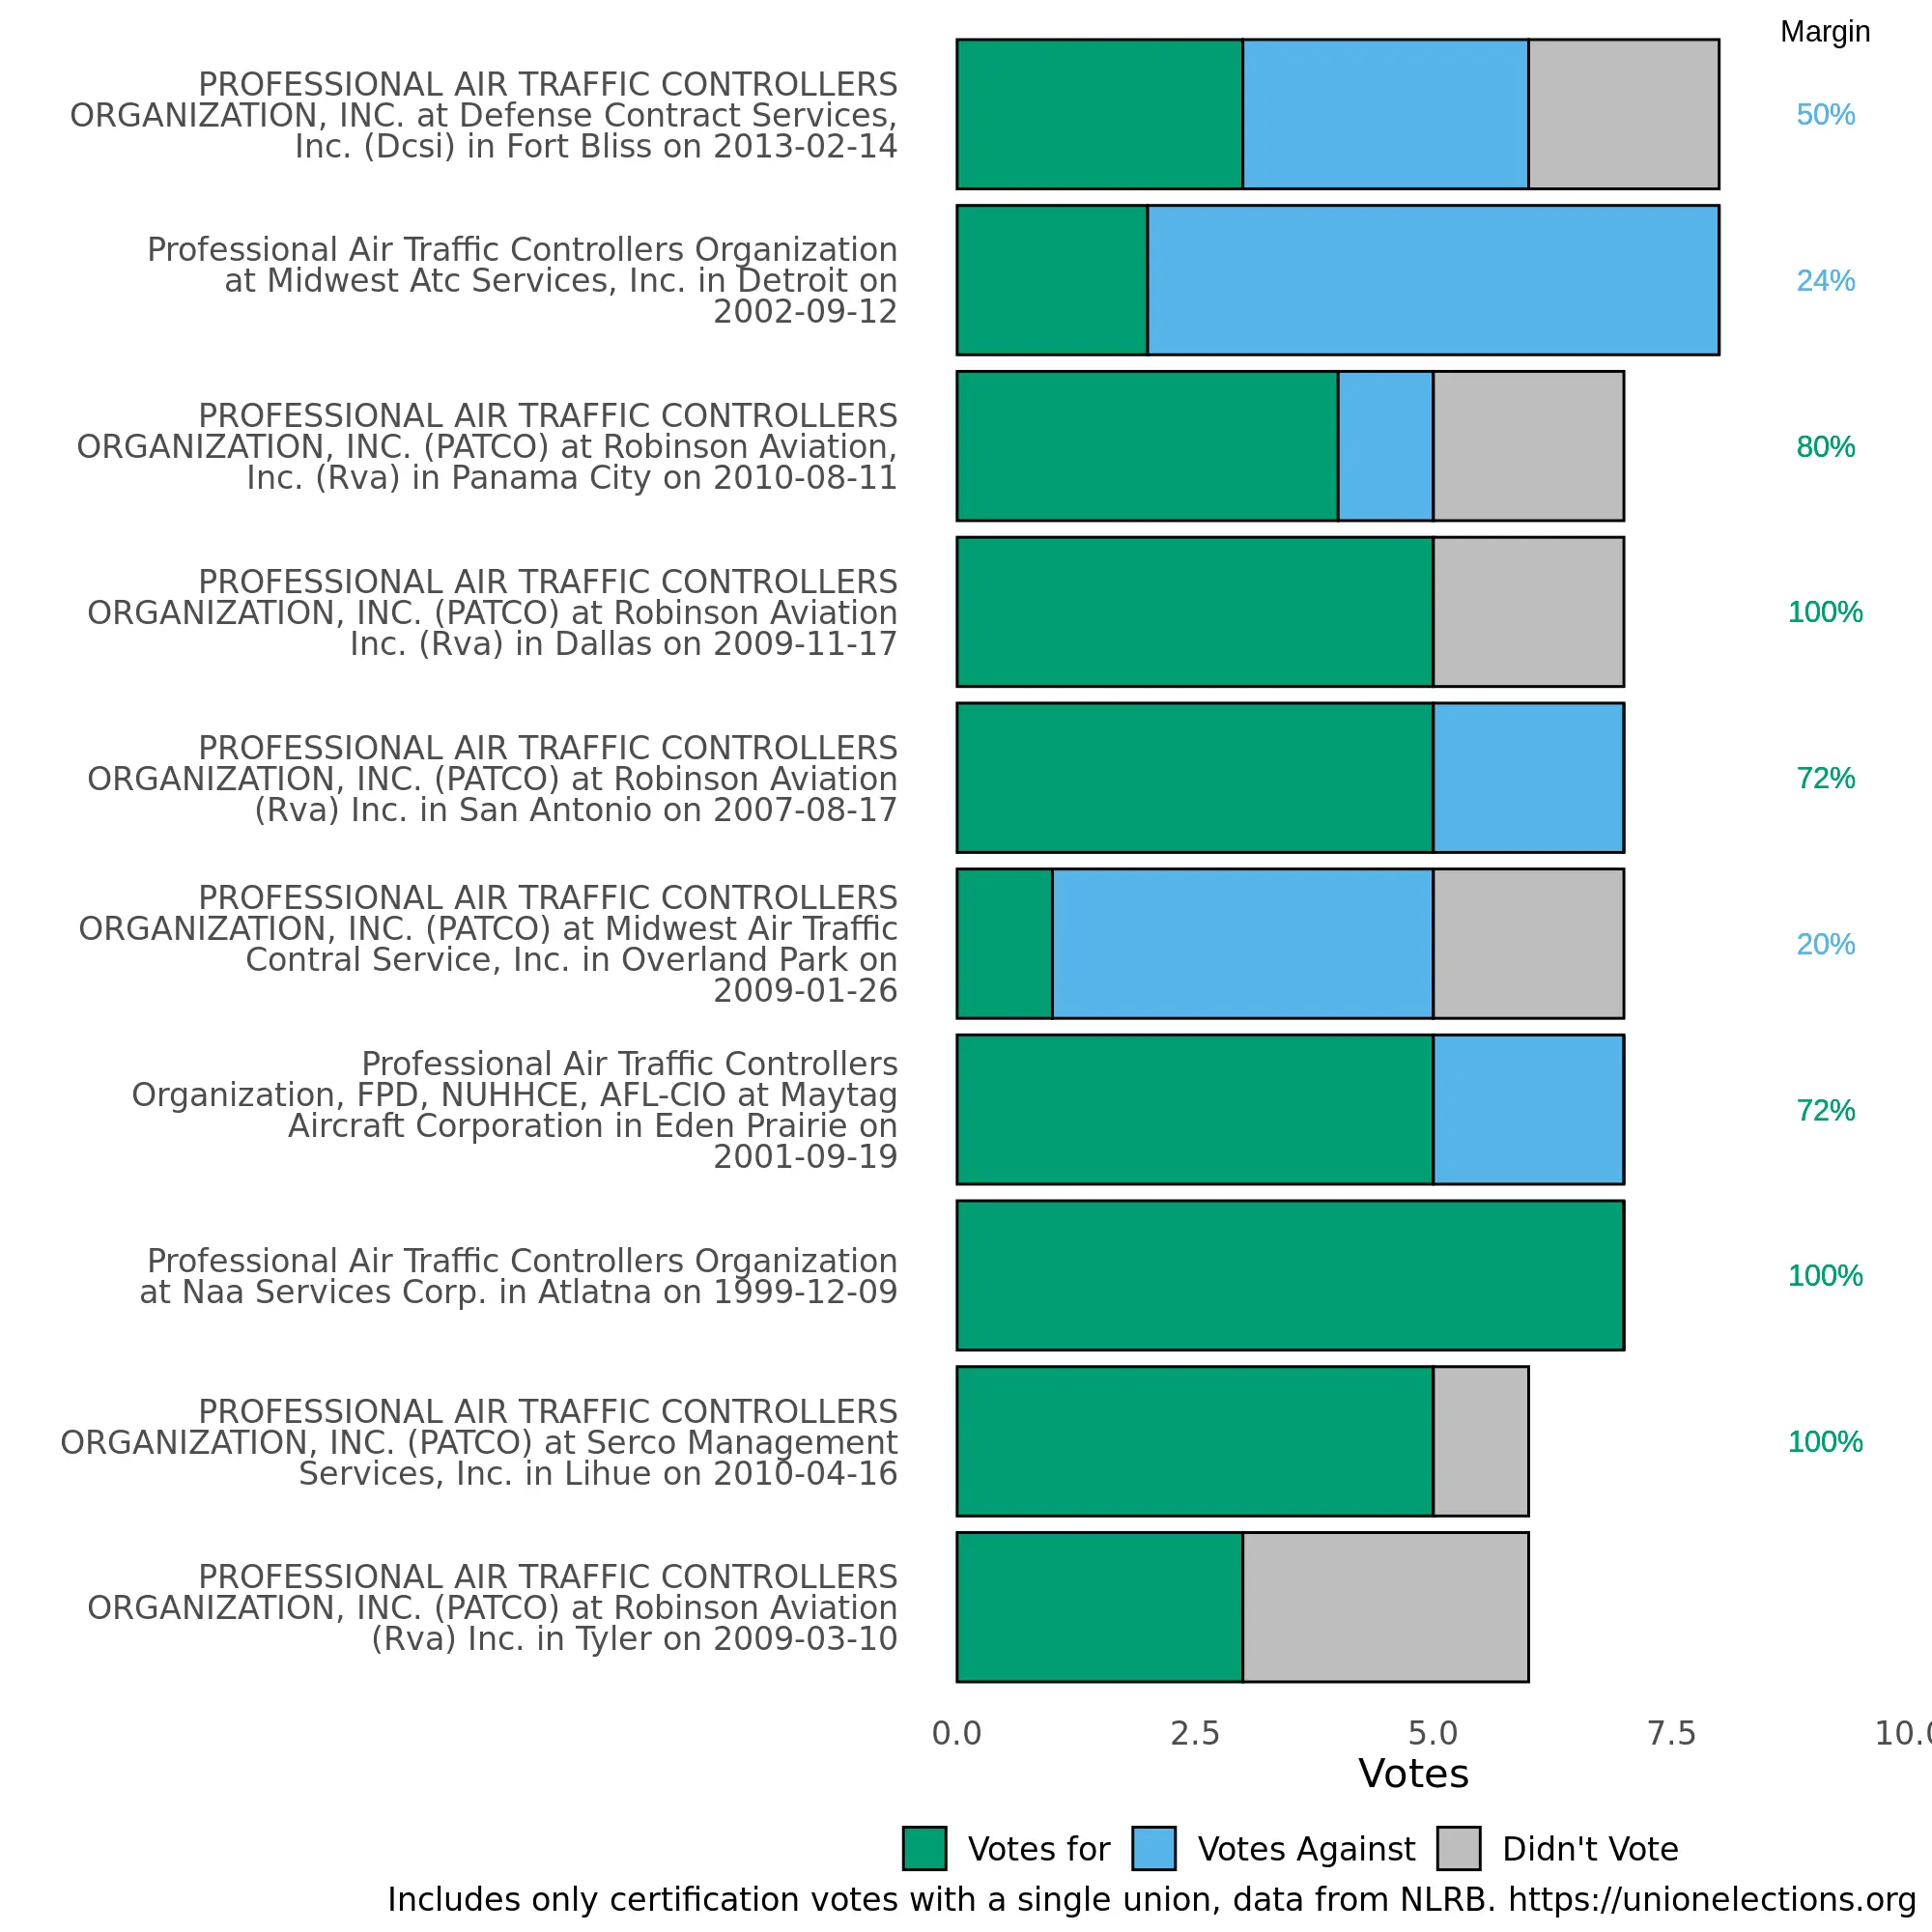 Margin
PROFESSIONAL AIR TRAFFIC CONTROLLERS
ORGANIZATION, INC. at Defense Contract Services,
Inc. (Dcsi) in Fort Bliss on 2013-02-14
50%
Professional Air Traffic Controllers Organization
at Midwest Atc Services, Inc. in Detroit on
2002-09-12
24%
PROFESSIONAL AIR TRAFFIC CONTROLLERS
ORGANIZATION, INC. (PATCO) at Robinson Aviation,
Inc. (Rva) in Panama City on 2010-08-11
80%
PROFESSIONAL AIR TRAFFIC CONTROLLERS
ORGANIZATION, INC. (PATCO) at Robinson Aviation
Inc. (Rva) in Dallas on 2009-11-17
100%
PROFESSIONAL AIR TRAFFIC CONTROLLERS
ORGANIZATION, INC. (PATCO) at Robinson Aviation
(Rva) Inc. in San Antonio on 2007-08-17
72%
PROFESSIONAL AIR TRAFFIC CONTROLLERS
ORGANIZATION, INC. (PATCO) at Midwest Air Traffic
Contral Service, Inc. in Overland Park on
2009-01-26
20%
Professional Air Traffic Controllers
Organization, FPD, NUHHCE, AFL-CIO at Maytag
Aircraft Corporation in Eden Prairie on
2001-09-19
72%
Professional Air Traffic Controllers Organization
at Naa Services Corp. in Atlatna on 1999-12-09
100%
PROFESSIONAL AIR TRAFFIC CONTROLLERS
ORGANIZATION, INC. (PATCO) at Serco Management
Services, Inc. in Lihue on 2010-04-16
100%
PROFESSIONAL AIR TRAFFIC CONTROLLERS
ORGANIZATION, INC. (PATCO) at Robinson Aviation
(Rva) Inc. in Tyler on 2009-03-10
0.0 2.5 5.0 7.5 10.0
Votes
Votes for Votes Against Didn't Vote
Includes only certification votes with a single union, data from NLRB. https://unionelections.org